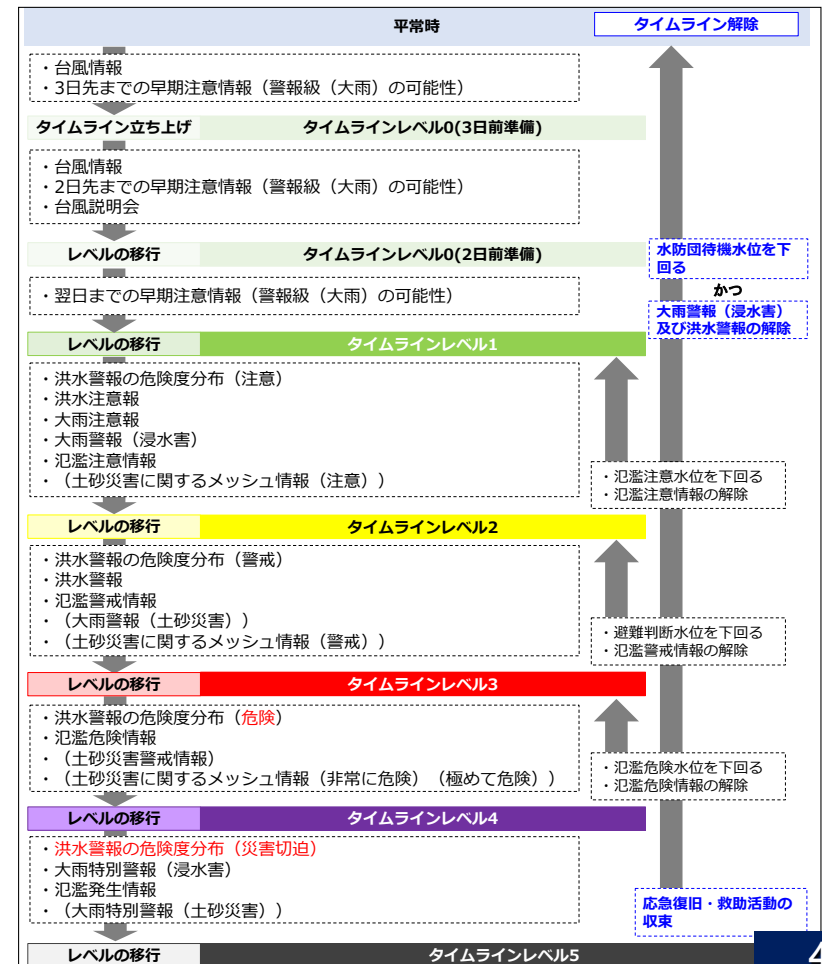 平常時
タイムライン解除
・台風情報
・3日先までの早期注意情報（警報級（大雨）の可能性）
タイムライン立ち上げ
タイムラインレベル0(3日前準備)
・台風情報
・2日先までの早期注意情報（警報級（大雨）の可能性）
・台風説明会
レベルの移行
タイムラインレベル0(2日前準備)
水防団待機水位を下
回る
かつ
大雨警報（浸水害）
及び洪水警報の解除
・翌日までの早期注意情報（警報級（大雨）の可能性）
レベルの移行
タイムラインレベル1
・洪水警報の危険度分布（注意）
・洪水注意報
・大雨注意報
・大雨警報（浸水害）
・氾濫注意情報
・（土砂災害に関するメッシュ情報（注意））
・氾濫注意水位を下回る
・氾濫注意情報の解除
レベルの移行
タイムラインレベル2
・洪水警報の危険度分布（警戒）
・洪水警報
・氾濫警戒情報
・（大雨警報（土砂災害））
・（土砂災害に関するメッシュ情報（警戒））
・避難判断水位を下回る
・氾濫警戒情報の解除
レベルの移行
タイムラインレベル3
・洪水警報の危険度分布（危険）
・氾濫危険情報
・（土砂災害警戒情報）
・（土砂災害に関するメッシュ情報（非常に危険）（極めて危険））
・氾濫危険水位を下回る
・氾濫危険情報の解除
レベルの移行
タイムラインレベル4
・洪水警報の危険度分布（災害切迫）
・大雨特別警報（浸水害）
・氾濫発生情報
・（大雨特別警報（土砂災害））
応急復旧・救助活動の
収束
レベルの移行
タイムラインレベル5
4